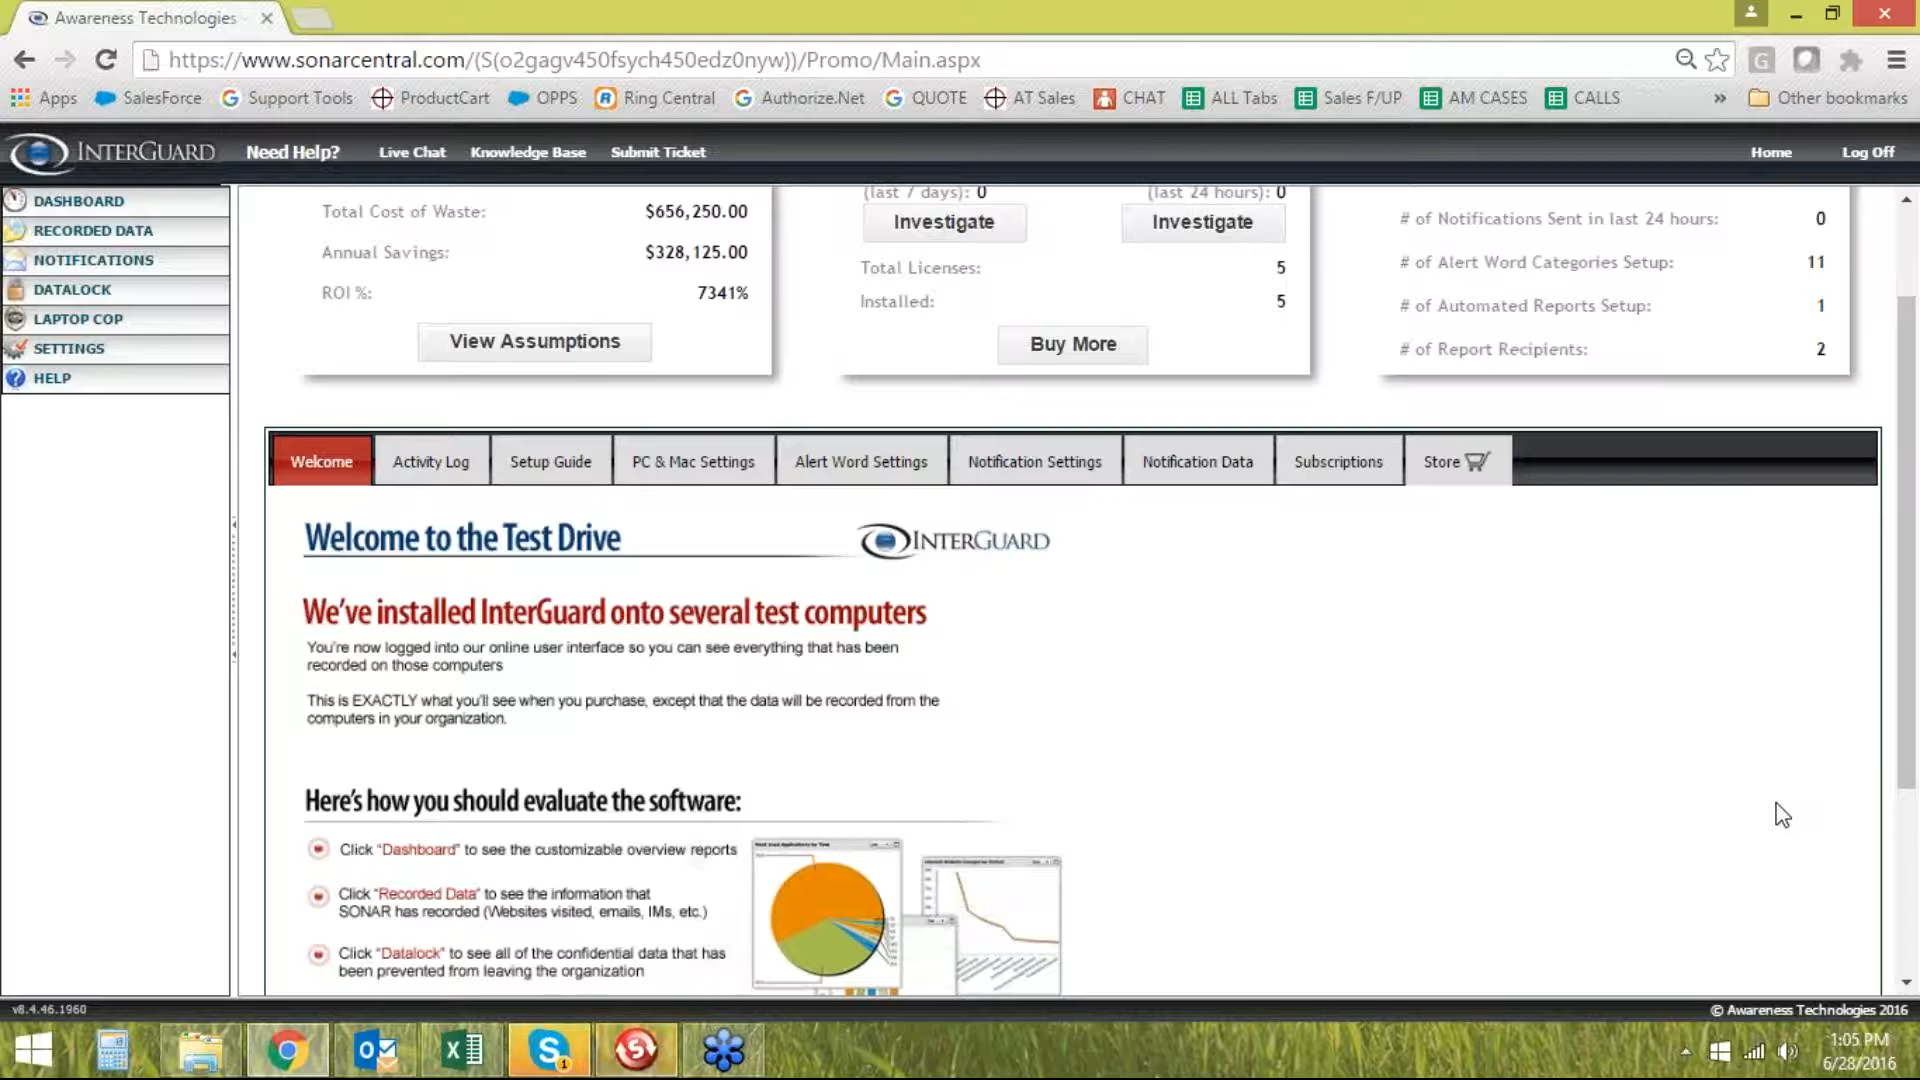 Awareness Technologies
https://www.sonarcentral.com/(S(o2gagv450fsych450edz0nyw))/Promo/Main.aspx
Apps SalesForce Support Tools ProductCart OPPS Ring Central Authorize.Net QUOTE AT Sales CHAT ALL Tabs Sales F/UP AM CASES CALLS » Other bookmarks
INTERGUARD Need Help? Live Chat Knowledge Base Submit Ticket Home Log Off
DASHBOARD
RECORDED DATA
NOTIFICATIONS
DATALOCK
LAPTOP COP
SETTINGS
HELP
Total Cost of Waste: $656,250.00
Annual Savings: $328,125.00
ROI %: 7341%
View Assumptions
(last 7 days): 0 (last 24 hours): 0
Investigate Investigate
Total Licenses: 5
Installed: 5
Buy More
# of Notifications Sent in last 24 hours: 0
# of Alert Word Categories Setup: 11
# of Automated Reports Setup: 1
# of Report Recipients: 2
Welcome Activity Log Setup Guide PC & Mac Settings Alert Word Settings Notification Settings Notification Data Subscriptions Store
Welcome to the Test Drive INTERGUARD
We've installed InterGuard onto several test computers
You're now logged into our online user interface so you can see everything that has been
recorded on those computers
This is EXACTLY what you'll see when you purchase, except that the data will be recorded from the
computers in your organization.
Here's how you should evaluate the software:
Click "Dashboard" to see the customizable overview reports
Click "Recorded Data" to see the information that
SONAR has recorded (Websites visited, emails, IMs, etc.)
Click "Datalock" to see all of the confidential data that has
been prevented from leaving the organization
v8.4.46.1960 © Awareness Technologies 2016
1:05 PM
6/28/2016